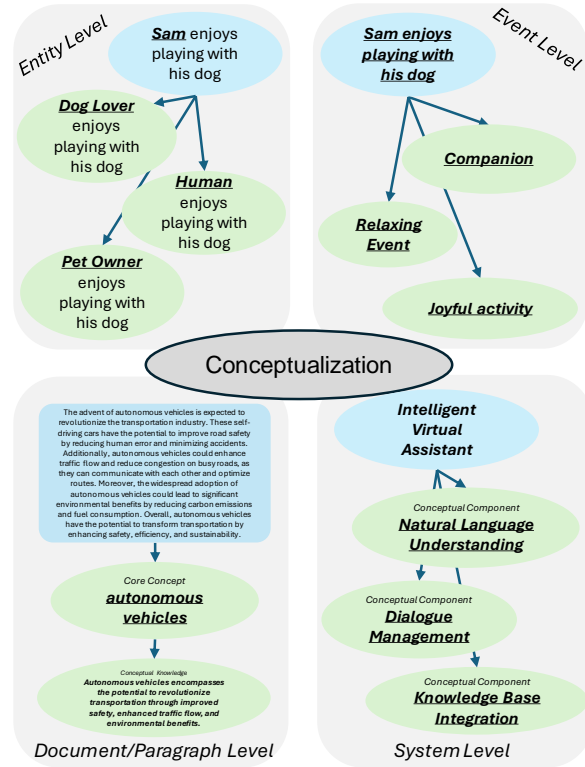 Entity Level
Sam enjoys
playing with
his dog
Dog Lover
enjoys
playing with
his dog
Human
enjoys
playing with
his dog
Pet Owner
enjoys
playing with
his dog
Event Level
Sam enjoys
playing with
his dog
Companion
Relaxing
Event
Joyful activity
Conceptualization
The advent of autonomous vehicles is expected to
revolutionize the transportation industry. These self-
driving cars have the potential to improve road safety
by reducing human error and minimizing accidents.
Additionally, autonomous vehicles could enhance
traffic flow and reduce congestion on busy roads, as
they can communicate with each other and optimize
routes. Moreover, the widespread adoption of
autonomous vehicles could lead to significant
environmental benefits by reducing carbon emissions
and fuel consumption. Overall, autonomous vehicles
have the potential to transform transportation by
enhancing safety, efficiency, and sustainability.
Core Concept
autonomous
vehicles
Conceptual Knowledge
Autonomous vehicles encompasses
the potential to revolutionize
transportation through improved
safety, enhanced traffic flow, and
environmental benefits.
Document/Paragraph Level
Intelligent
Virtual
Assistant
Conceptual Component
Natural Language
Understanding
Conceptual Component
Dialogue
Management
Conceptual Component
Knowledge Base
Integration
System Level